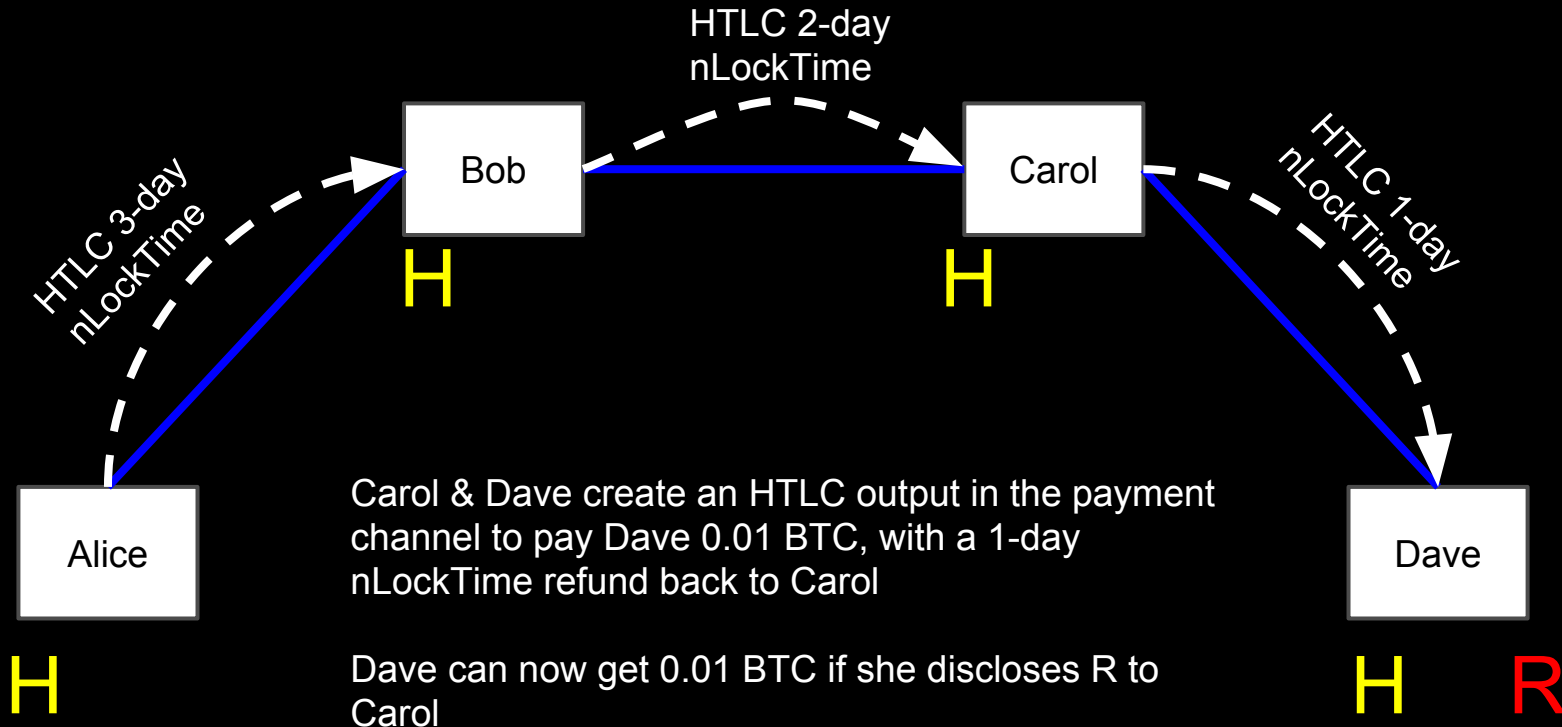 HTLC 2-day
nLockTime
HTLC 3-day
nLockTime
HTLC 1-day
nLockTime
Bob
Carol
H
H
Alice
Dave
Carol & Dave create an HTLC output in the payment
channel to pay Dave 0.01 BTC, with a 1-day
nLockTime refund back to Carol
Dave can now get 0.01 BTC if she discloses R to
Carol
H
H R